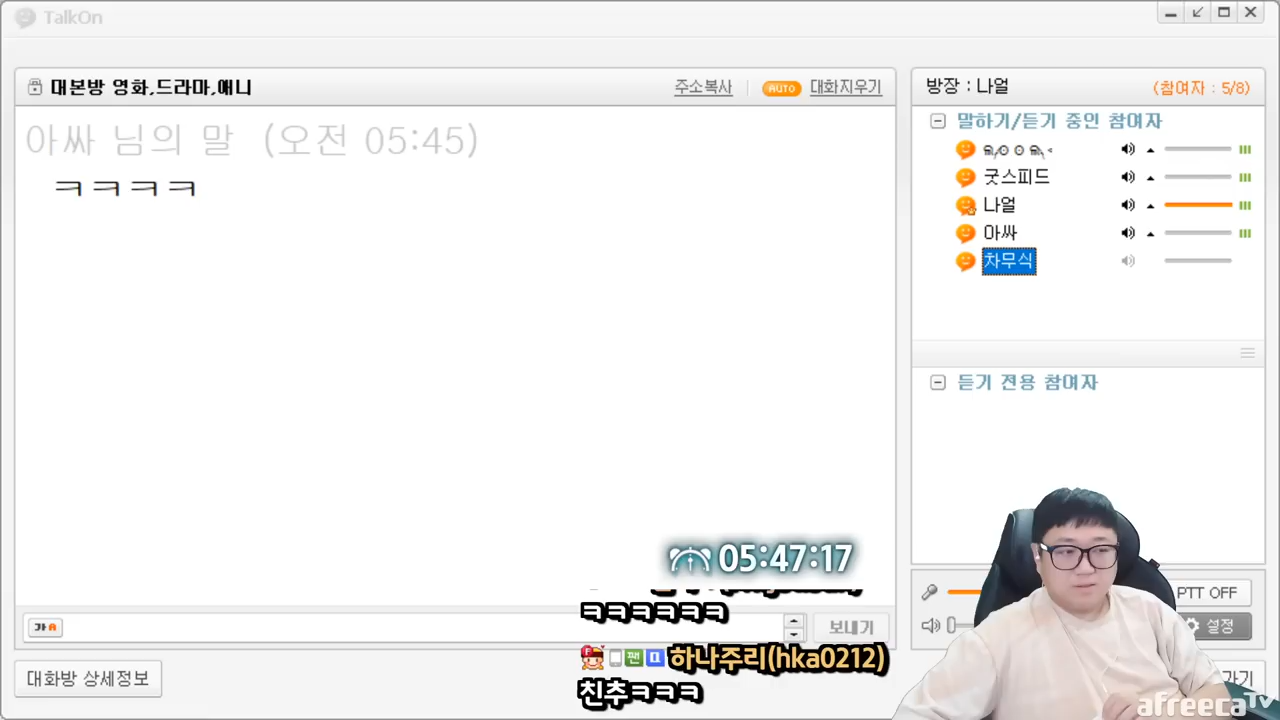 TalkOn
대본방 영화,드라마,애니
주소복사
AUTO 대화지우기
아싸 님의 말 (오전 05:45)
ㅋㅋㅋㅋ
방장 : 나얼
(참여자 : 5/8)
말하기/듣기 중인 참여자
굿스피드
나얼
아싸
차무식
듣기 전용 참여자
05:47:17
ㅋㅋㅋㅋㅋㅋ
하나주리(hka0212)
친추ㅋㅋㅋ
가
보내기
대화방 상세정보
PTT OFF
설정
가기
afreecaTV